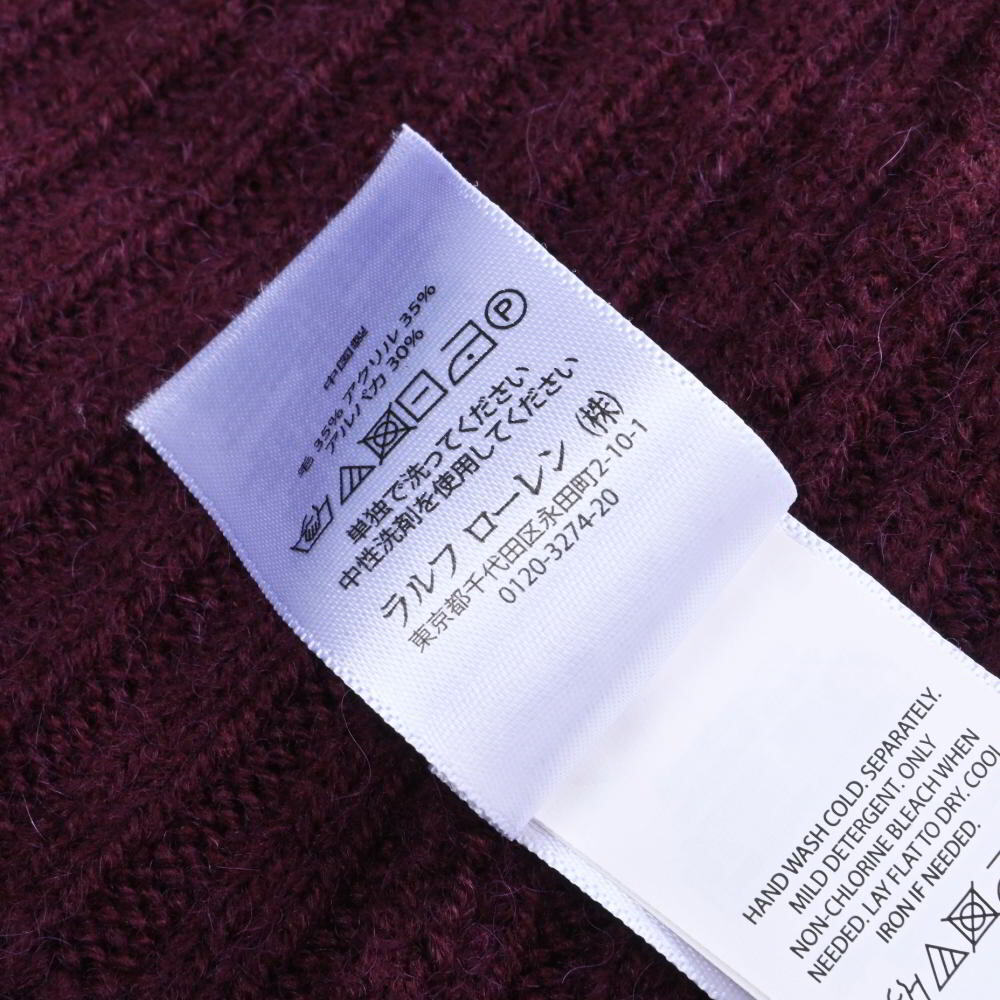 中国製
毛 35% アクリル 35%
アルパカ 30%
P
単独で洗ってください
中性洗剤を使用してください
ラルフ ローレン (株)
東京都千代田区永田町2-10-1
0120-3274-20
HAND WASH COLD. SEPARATELY.
MILD DETERGENT. ONLY
NON-CHLORINE BLEACH WHEN
NEEDED. LAY FLAT TO DRY. COOL
IRON IF NEEDED.